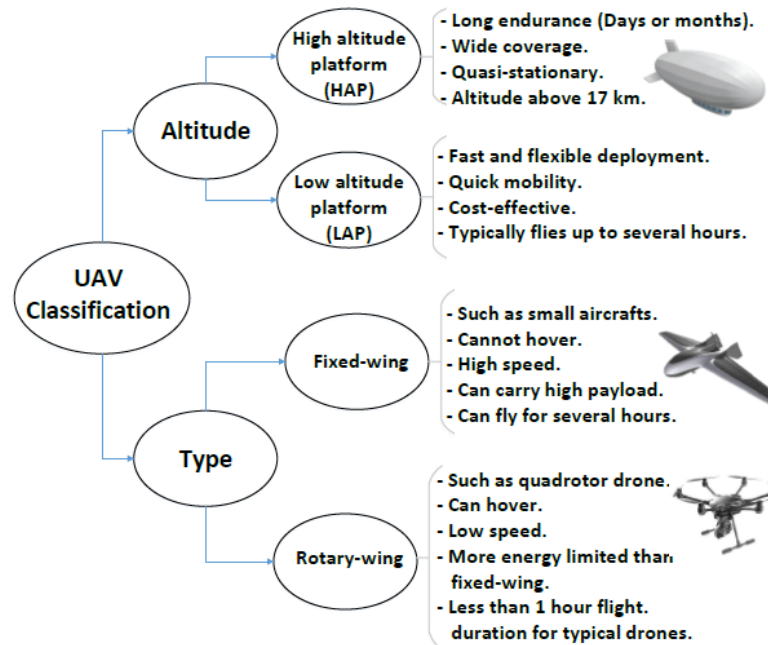 UAV
Classification
Altitude
High altitude
platform
(HAP)
- Long endurance (Days or months).
- Wide coverage.
- Quasi-stationary.
- Altitude above 17 km.
Low altitude
platform
(LAP)
- Fast and flexible deployment.
- Quick mobility.
- Cost-effective.
- Typically flies up to several hours.
Type
Fixed-wing
- Such as small aircrafts.
- Cannot hover.
- High speed.
- Can carry high payload.
- Can fly for several hours.
Rotary-wing
- Such as quadrotor drone.
- Can hover.
- Low speed.
- More energy limited than
fixed-wing.
- Less than 1 hour flight.
duration for typical drones.